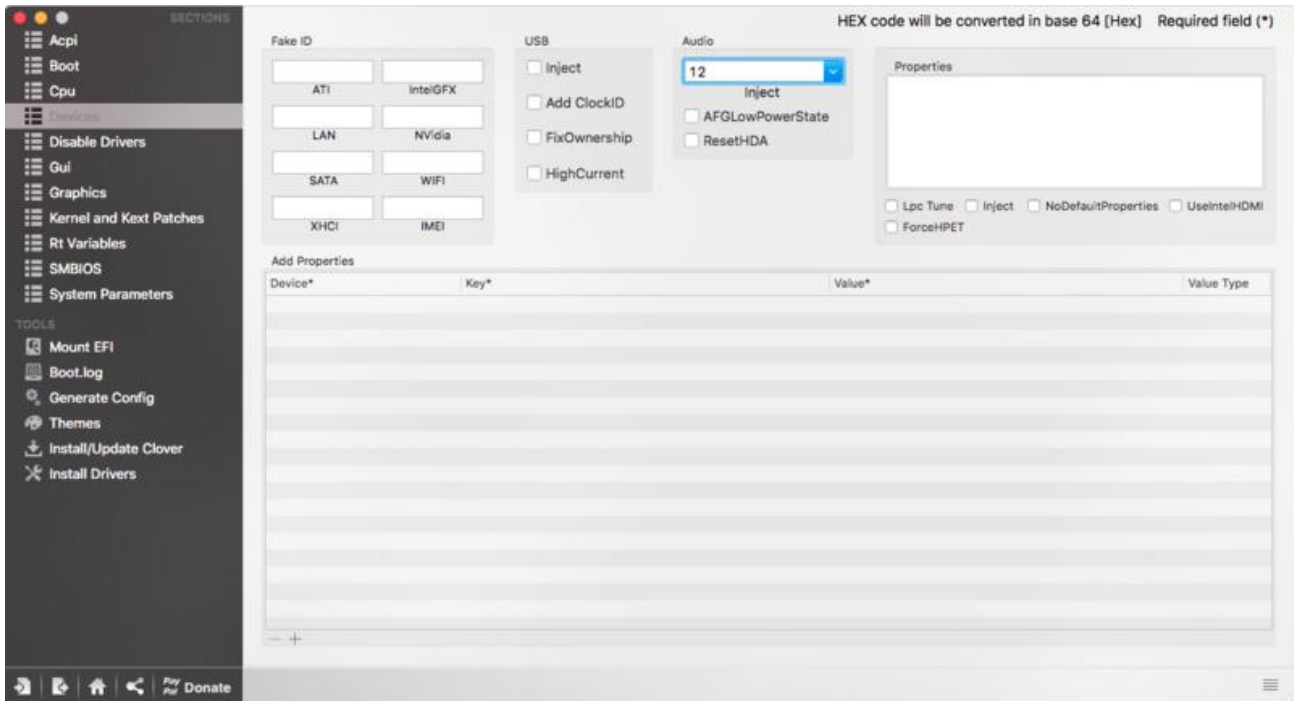 SECTIONS
Acpi
Boot
Cpu
Devices
Disable Drivers
Gui
Graphics
Kernel and Kext Patches
Rt Variables
SMBIOS
System Parameters
TOOLS
Mount EFI
Boot.log
Generate Config
Themes
Install/Update Clover
Install Drivers
Pay Pal Donate
HEX code will be converted in base 64 [Hex] Required field (*)
Fake ID
ATI IntelGFX
LAN NVidia
SATA WIFI
XHCI IMEI
USB
Inject
Add ClockID
FixOwnership
HighCurrent
Audio
12
Inject
AFGLowPowerState
ResetHDA
Properties
Lpc Tune Inject NoDefaultProperties UseIntelHDMI
ForceHPET
Add Properties
Device* Key* Value* Value Type